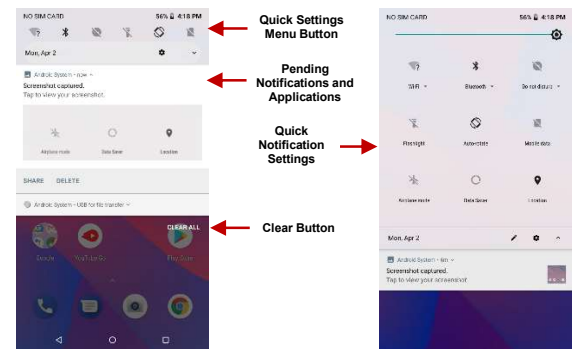 NO SIM CARD 56% 4:18 PM
Mon, Apr 2
Android System • now
Screenshot captured.
Tap to view your screenshot.
Airplane mode Data Saver Location
SHARE DELETE
Android System • USB for file transfer
CLEAR ALL
Google YouTube Go Play Store
Quick Settings
Menu Button
Pending
Notifications and
Applications
Quick
Notification
Settings
Clear Button
NO SIM CARD 56% 4:18 PM
Wi-Fi Bluetooth Do not disturb
Flashlight Auto-rotate Mobile data
Airplane mode Data Saver Location
Mon, Apr 2
Android System • 6m
Screenshot captured.
Tap to view your screenshot.